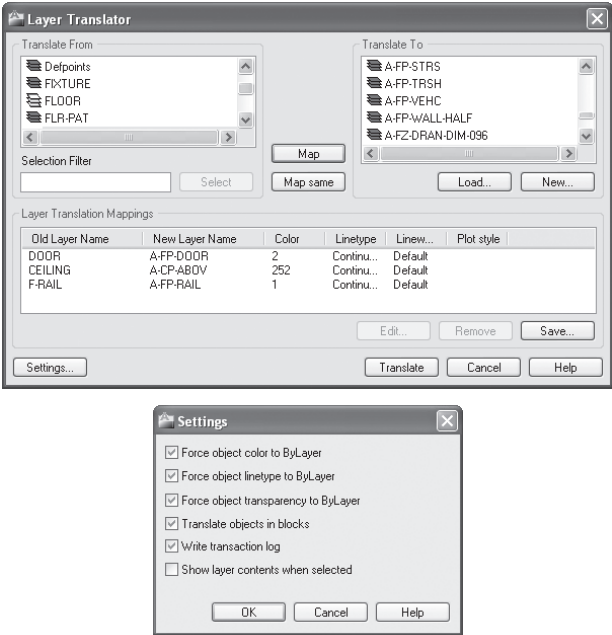 Layer Translator
Translate From
Defpoints
FIXTURE
FLOOR
FLR-PAT
Selection Filter
Select
Map
Map same
Translate To
A-FP-STRS
A-FP-TRSH
A-FP-VEHC
A-FP-WALL-HALF
A-FZ-DRAN-DIM-096
Load...
New...
Layer Translation Mappings
Old Layer Name New Layer Name Color Linetype Linew... Plot style
DOOR A-FP-DOOR 2 Continu... Default
CEILING A-CP-ABOV 252 Continu... Default
F-RAIL A-FP-RAIL 1 Continu... Default
Edit... Remove Save...
Settings... Translate Cancel Help
Settings
Force object color to ByLayer
Force object linetype to ByLayer
Force object transparency to ByLayer
Translate objects in blocks
Write transaction log
Show layer contents when selected
OK Cancel Help